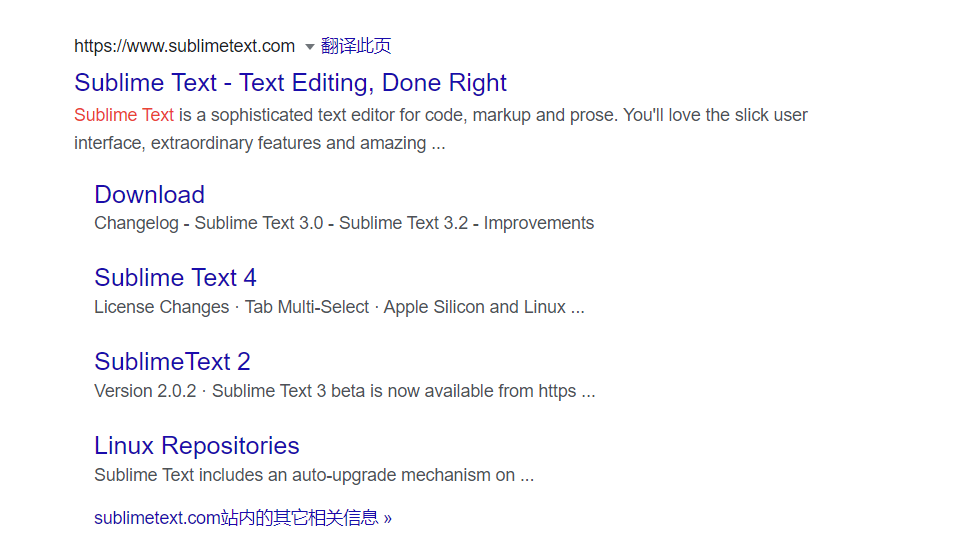 https://www.sublimetext.com 翻译此页
Sublime Text - Text Editing, Done Right
Sublime Text is a sophisticated text editor for code, markup and prose. You'll love the slick user
interface, extraordinary features and amazing ...
Download
Changelog - Sublime Text 3.0 - Sublime Text 3.2 - Improvements
Sublime Text 4
License Changes · Tab Multi-Select · Apple Silicon and Linux ...
SublimeText 2
Version 2.0.2 · Sublime Text 3 beta is now available from https ...
Linux Repositories
Sublime Text includes an auto-upgrade mechanism on ...
sublimetext.com站内的其它相关信息 »